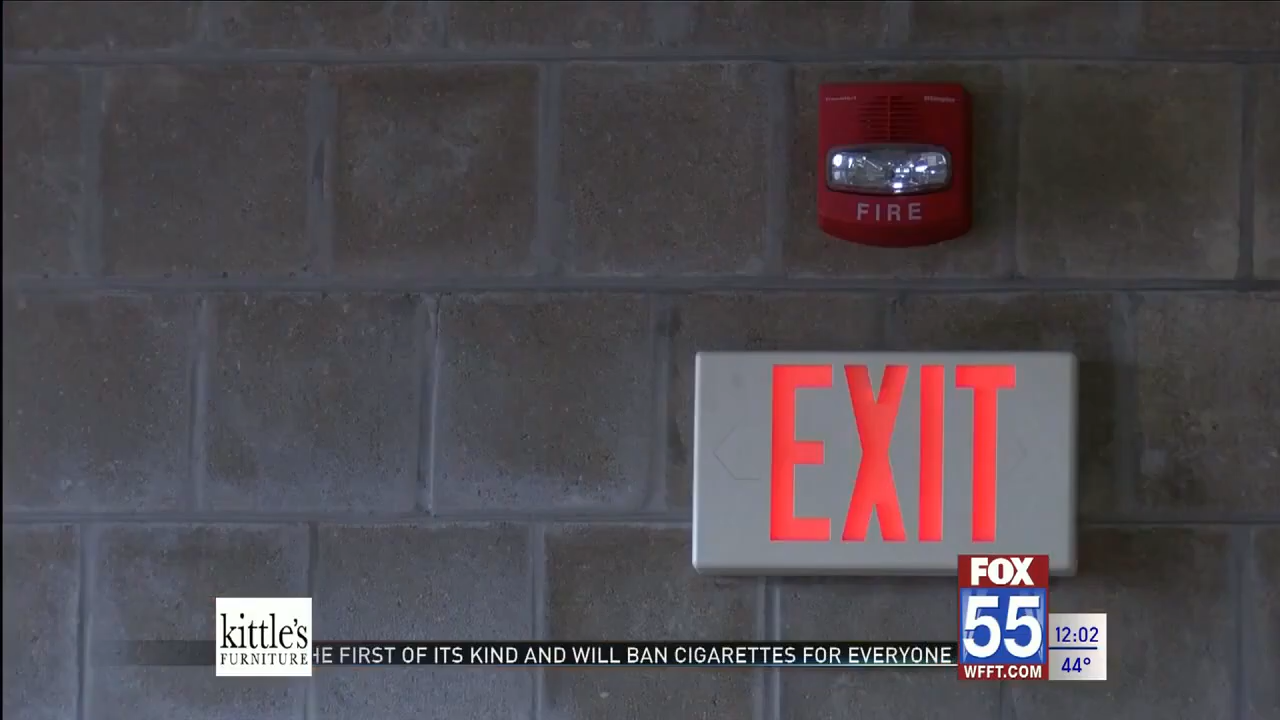 FIRE
EXIT
FOX
55
WFFT.COM
12:02
44°
kittle's
FURNITURE
HE FIRST OF ITS KIND AND WILL BAN CIGARETTES FOR EVERYONE